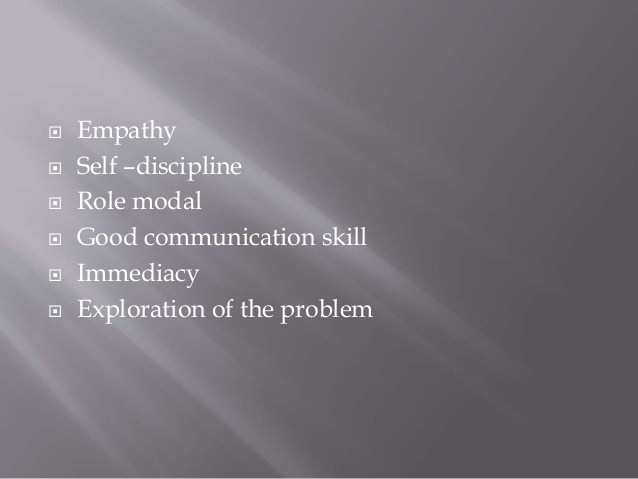 Empathy
Self –discipline
Role modal
Good communication skill
Immediacy
Exploration of the problem